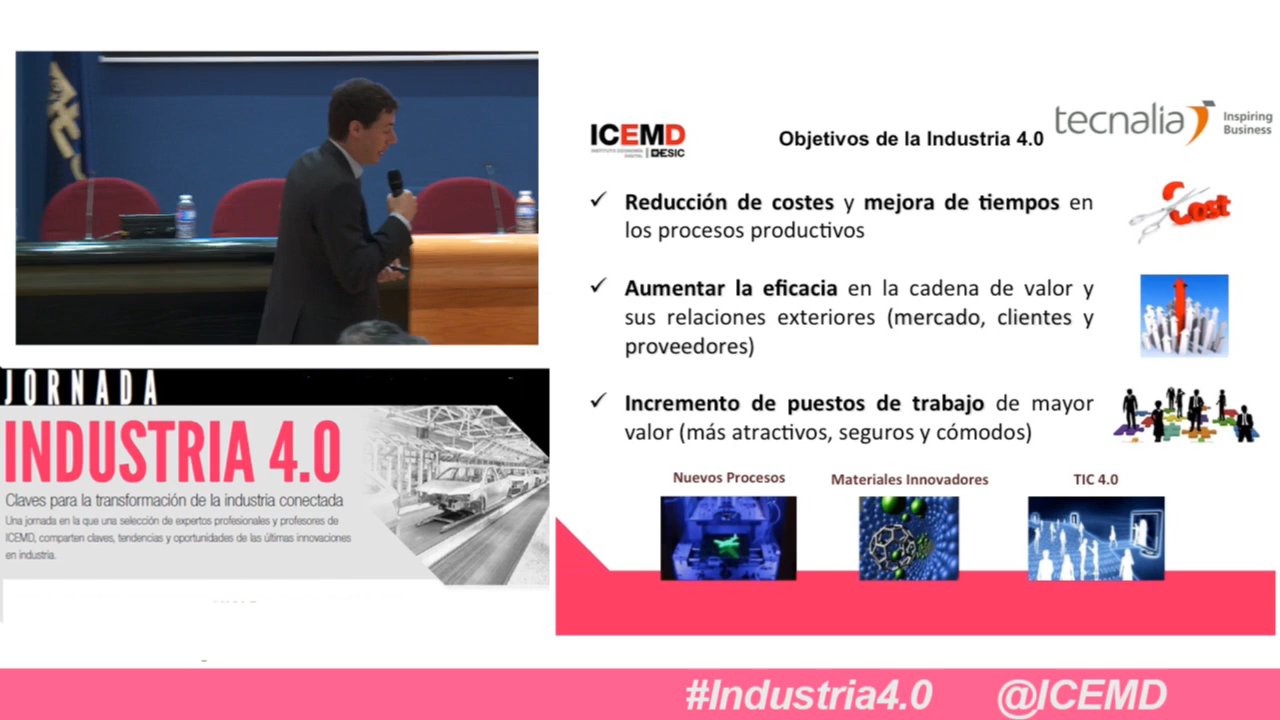 JORNADA
INDUSTRIA 4.0
Claves para la transformación de la industria conectada
Una jornada en la que una selección de expertos profesionales y profesores de
ICEMD, comparten claves, tendencias y oportunidades de las últimas innovaciones
en industria.
ICEMD
INSTITUTO ECONOMÍA
DIGITAL
ESIC
Objetivos de la Industria 4.0
tecnalia
Inspiring
Business
✓ Reducción de costes y mejora de tiempos en
los procesos productivos
Cost
✓ Aumentar la eficacia en la cadena de valor y
sus relaciones exteriores (mercado, clientes y
proveedores)
✓ Incremento de puestos de trabajo de mayor
valor (más atractivos, seguros y cómodos)
Nuevos Procesos
Materiales Innovadores
TIC 4.0
#Industria4.0
@ICEMD